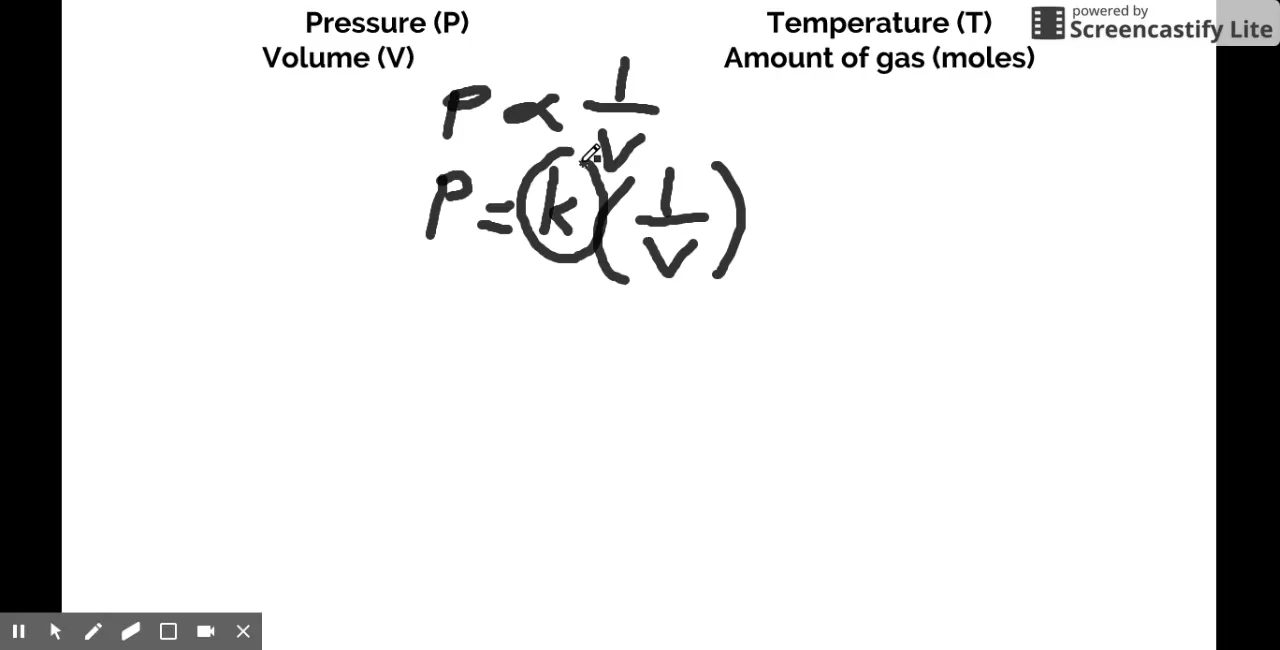 Pressure (P) Temperature (T)
powered by
Screencastify Lite
Volume (V) Amount of gas (moles)
P ∝ 1/V
P = (k)(1/V)